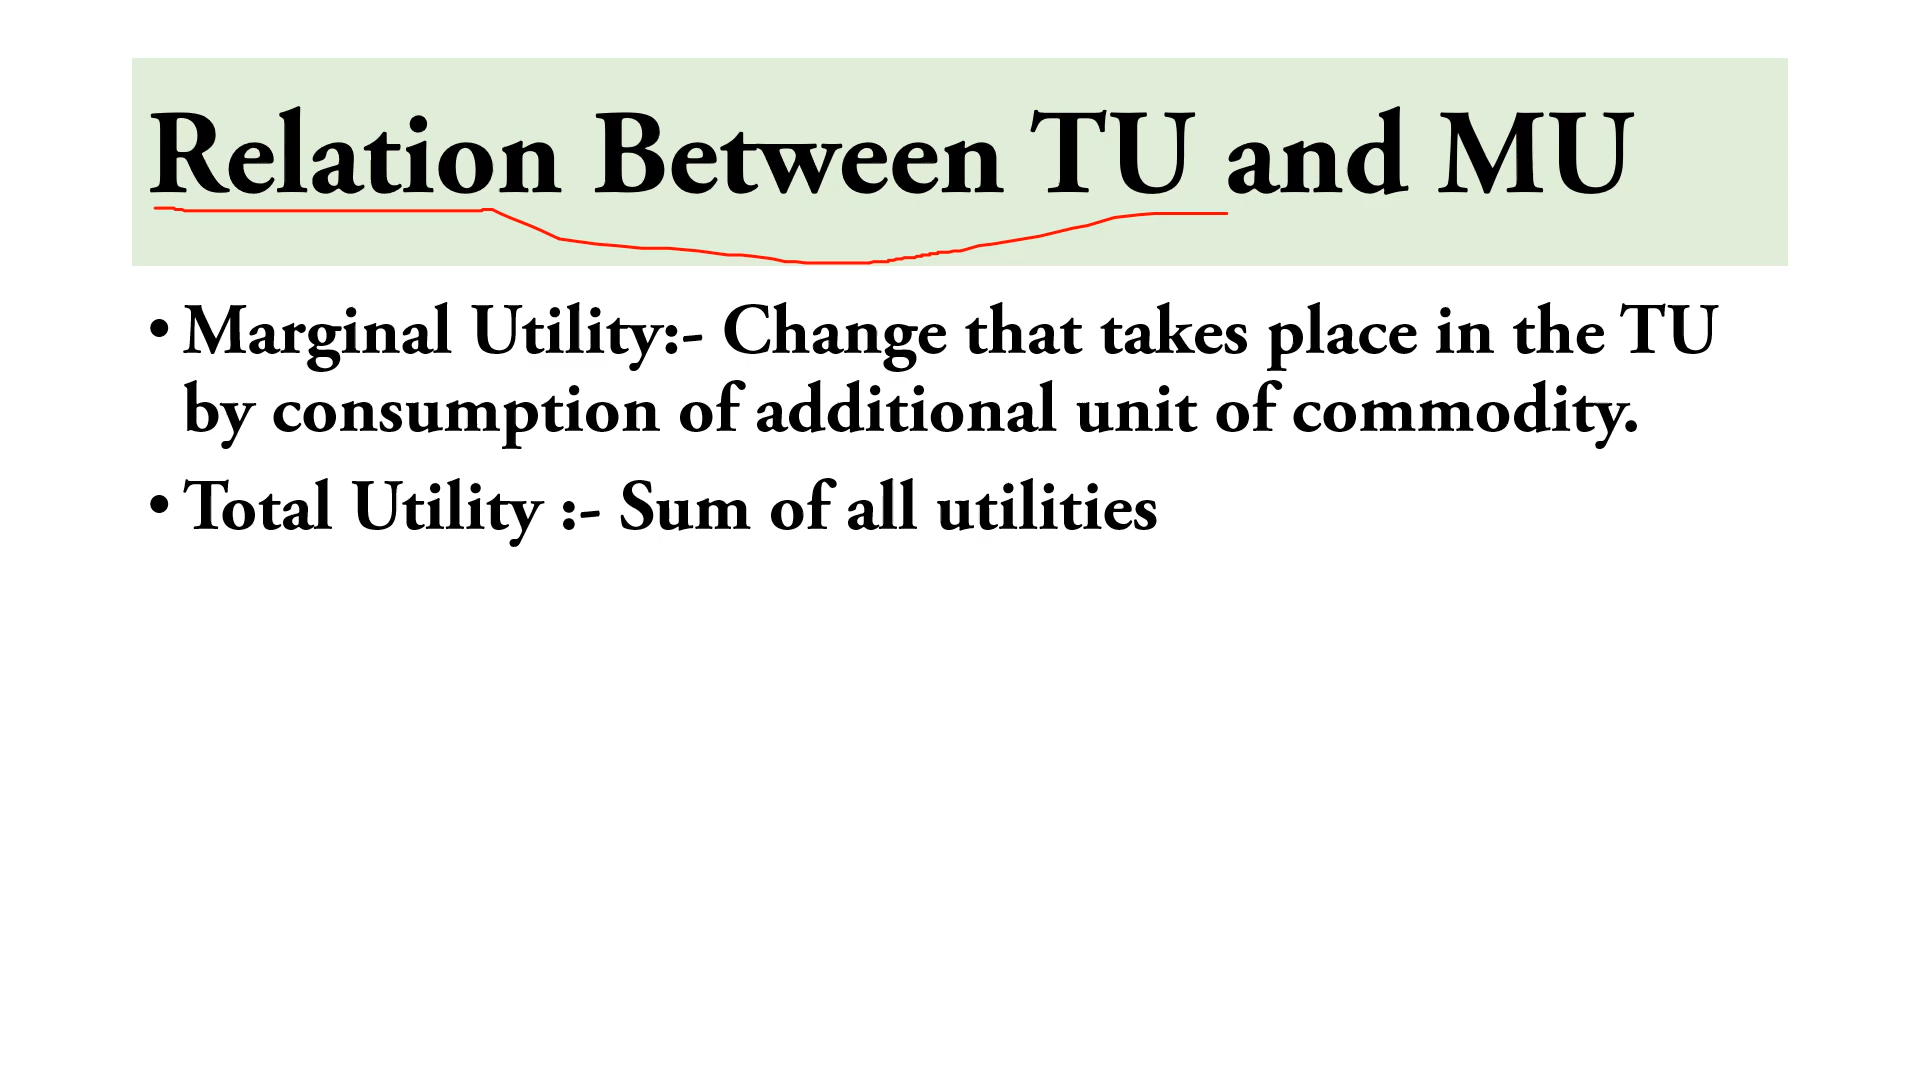 Relation Between TU and MU
• Marginal Utility:- Change that takes place in the TU
by consumption of additional unit of commodity.
• Total Utility :- Sum of all utilities